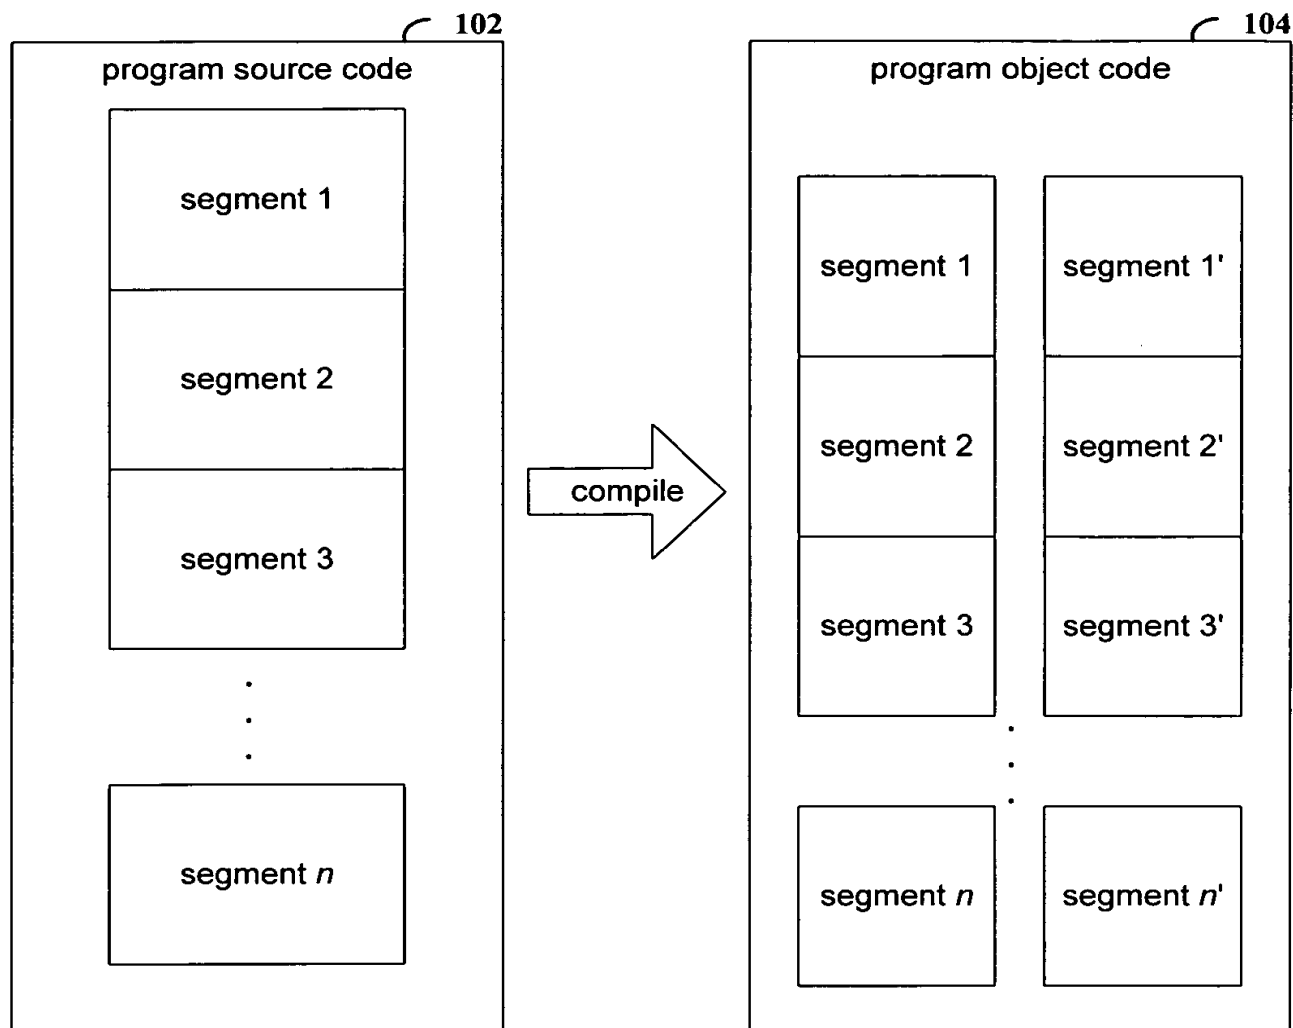 102
program source code
segment 1
segment 2
segment 3
segment n
compile
104
program object code
segment 1
segment 1'
segment 2
segment 2'
segment 3
segment 3'
segment n
segment n'